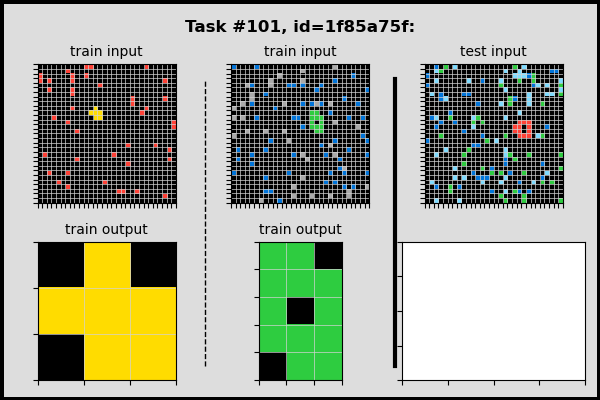 Task #101, id=1f85a75f:
train input
train input
test input
train output
train output